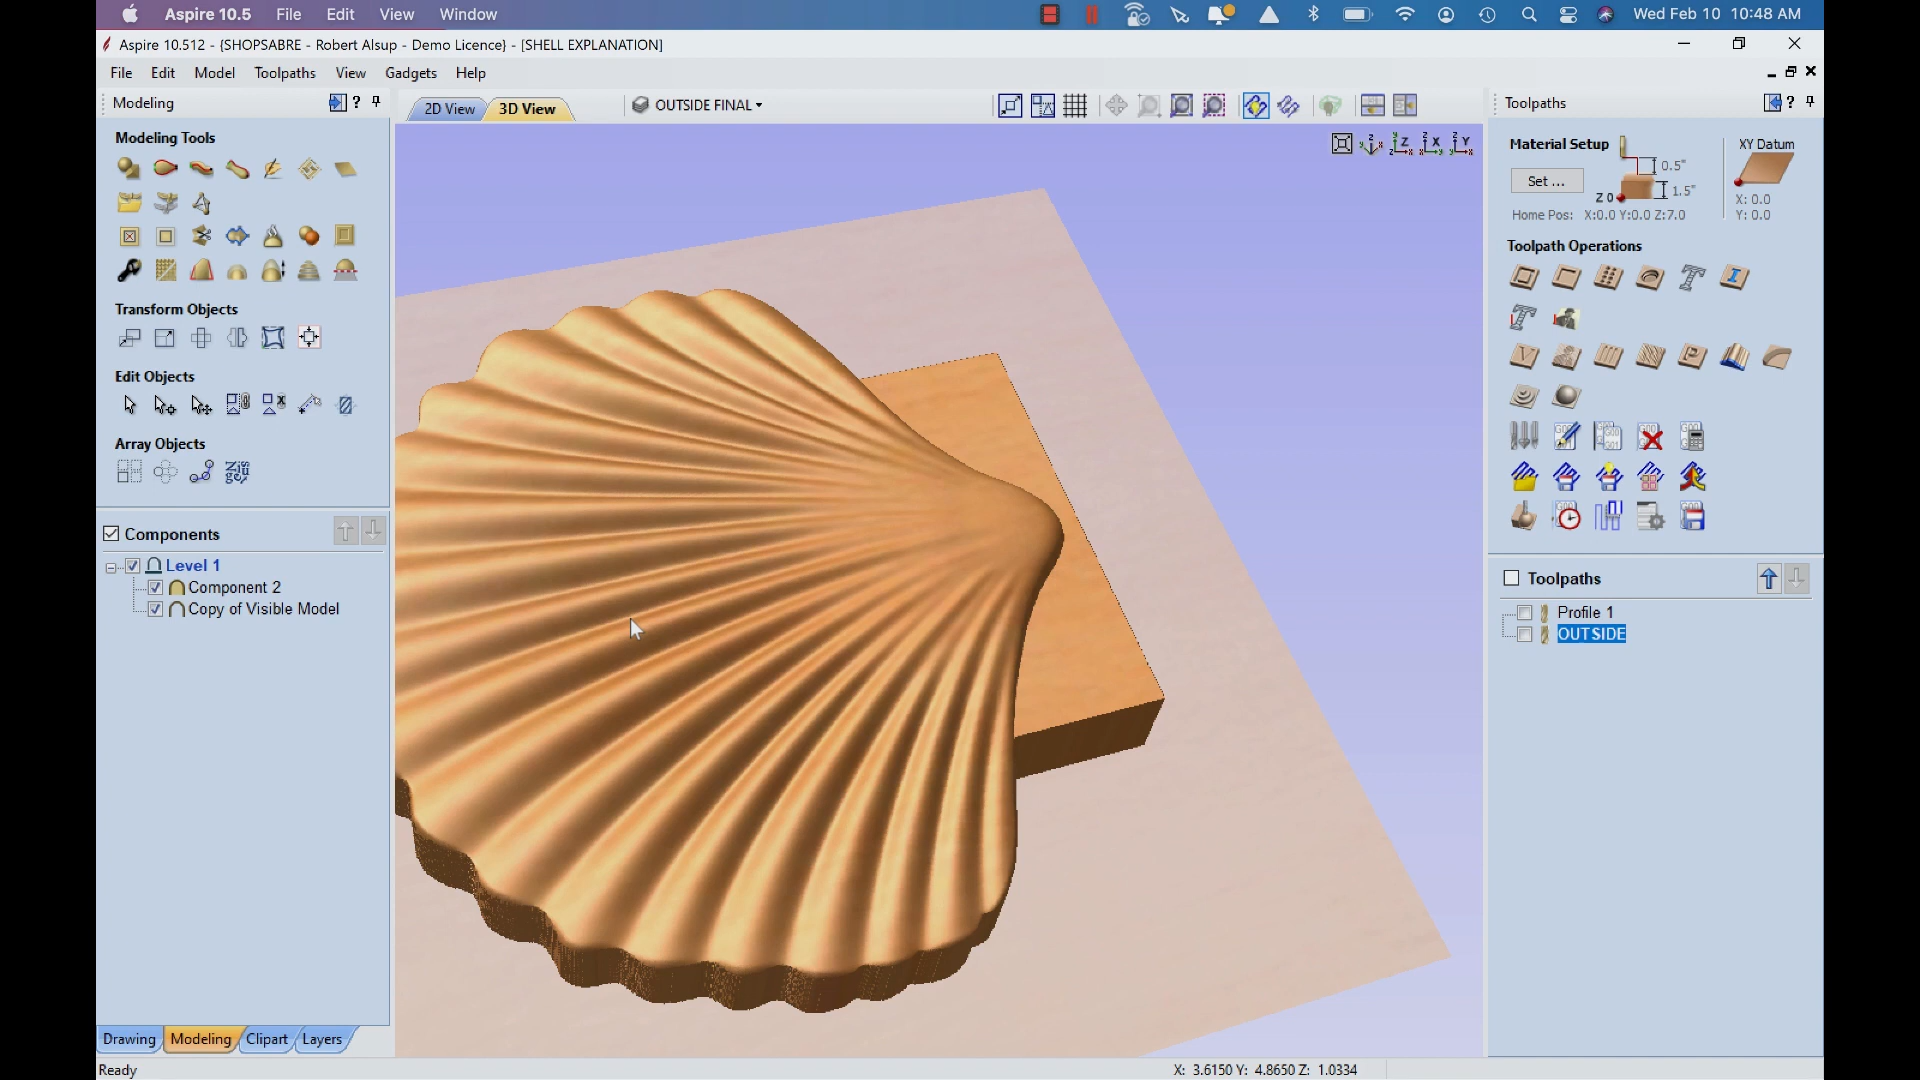 Aspire 10.5 File Edit View Window Wed Feb 10 10:48 AM
Aspire 10.512 - {SHOPSABRE - Robert Alsup - Demo Licence} - [SHELL EXPLANATION]
File Edit Model Toolpaths View Gadgets Help
Modeling
2D View 3D View OUTSIDE FINAL
Toolpaths
Modeling Tools
Transform Objects
Edit Objects
Array Objects
Components
Level 1
Component 2
Copy of Visible Model
Drawing Modeling Clipart Layers
Material Setup
0.5"
XY Datum
Set ...
Z 0
1.5"
X: 0.0
Y: 0.0
Home Pos: X:0.0 Y:0.0 Z:7.0
Toolpath Operations
Toolpaths
Profile 1
OUTSIDE
Ready
X: 3.6150 Y: 4.8650 Z: 1.0334